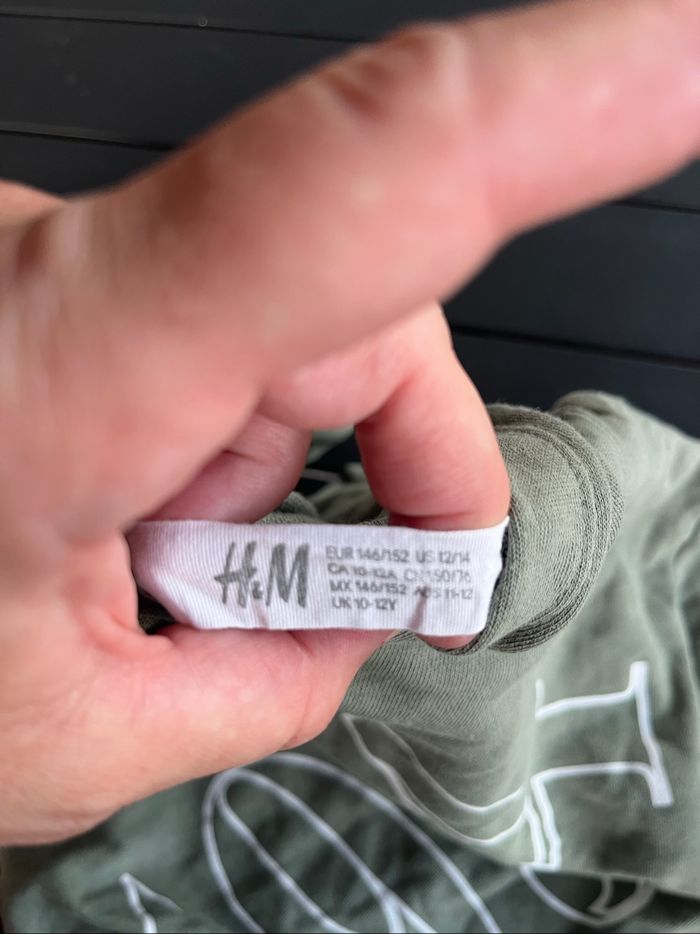 H&M
EUR 146/152 US 12/14
CA 10-12A CN 150/76
MX 146/152 AUS 11-12
UK 10-12Y